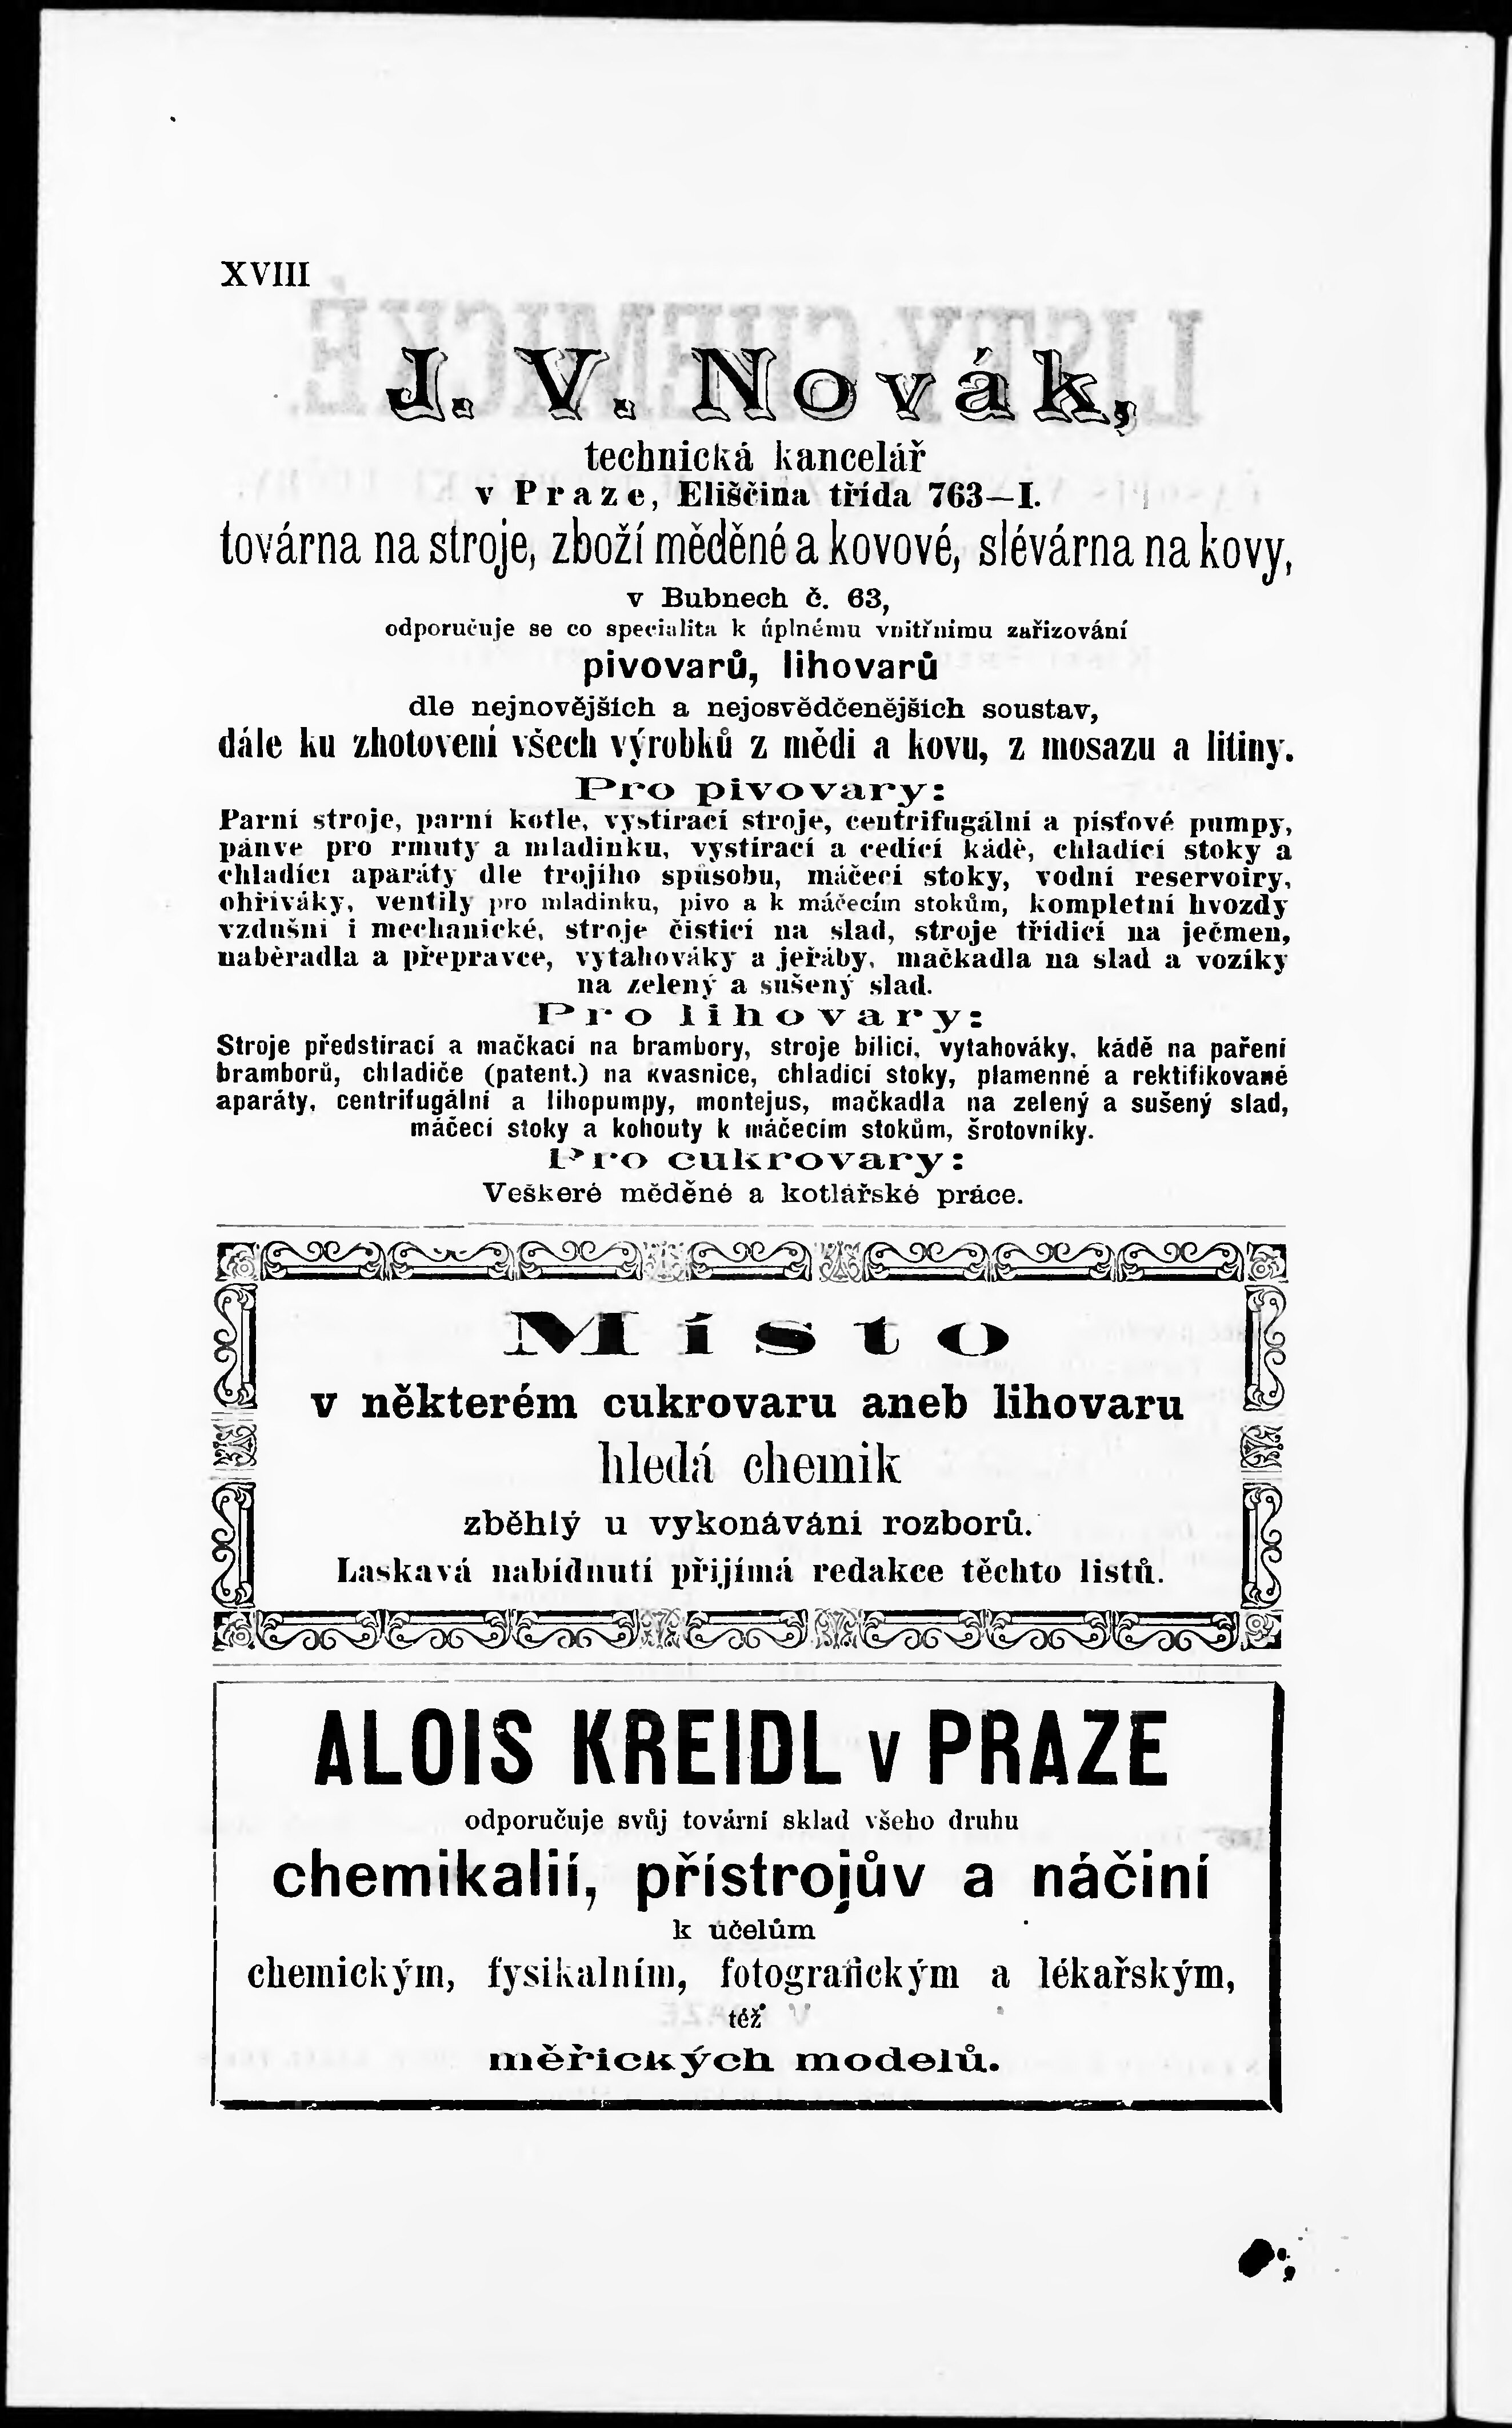 XVIII
J. V. Novák,
technická kancelář
v Praze, Eliščina třída 763—I.
továrna na stroje, zboží měděné a kovové, slévárna na kovy,
v Bubnech č. 63,
odporučuje se co specialita k úplnému vnitřnímu zařizování
pivovarů, lihovarů
dle nejnovějších a nejosvědčenějších soustav,
dále ku zhotovení všech výrobků z mědi a kovu, z mosazu a litiny.
Pro pivovary:
Parní stroje, parní kotle, vystírací stroje, centrifugální a písťové pumpy,
pánve pro rmuty a mladinku, vystírací a cedící kádě, chladící stoky a
chladící aparáty dle trojího spůsobu, máčecí stoky, vodní reservoiry,
ohřiváky, ventily pro mladinku, pivo a k máčecím stokům, kompletní hvozdy
vzdušní i mechanické, stroje čisticí na slad, stroje třídicí na ječmen,
naběradla a přepravce, vytahováky a jeřáby, mačkadla na slad a vozíky
na zelený a sušený slad.
Pro lihovary:
Stroje předstírací a mačkací na brambory, stroje bílicí, vytahováky, kádě na paření
bramborů, chladiče (patent.) na kvasnice, chladící stoky, plamenné a rektifikované
aparáty, centrifugální a lihopumpy, montejus, mačkadla na zelený a sušený slad,
máčecí stoky a kohouty k máčecím stokům, šrotovníky.
Pro cukrovary:
Veškeré měděné a kotlářské práce.
Místo
v některém cukrovaru aneb lihovaru
hledá chemik
zběhlý u vykonávání rozborů.
Laskavá nabídnutí přijímá redakce těchto listů.
ALOIS KREIDL v PRAZE
odporučuje svůj tovární sklad všeho druhu
chemikalií, přístrojův a náčiní
k účelům
chemickým, fysikalním, fotografickým a lékařským,
též
měřických modelů.